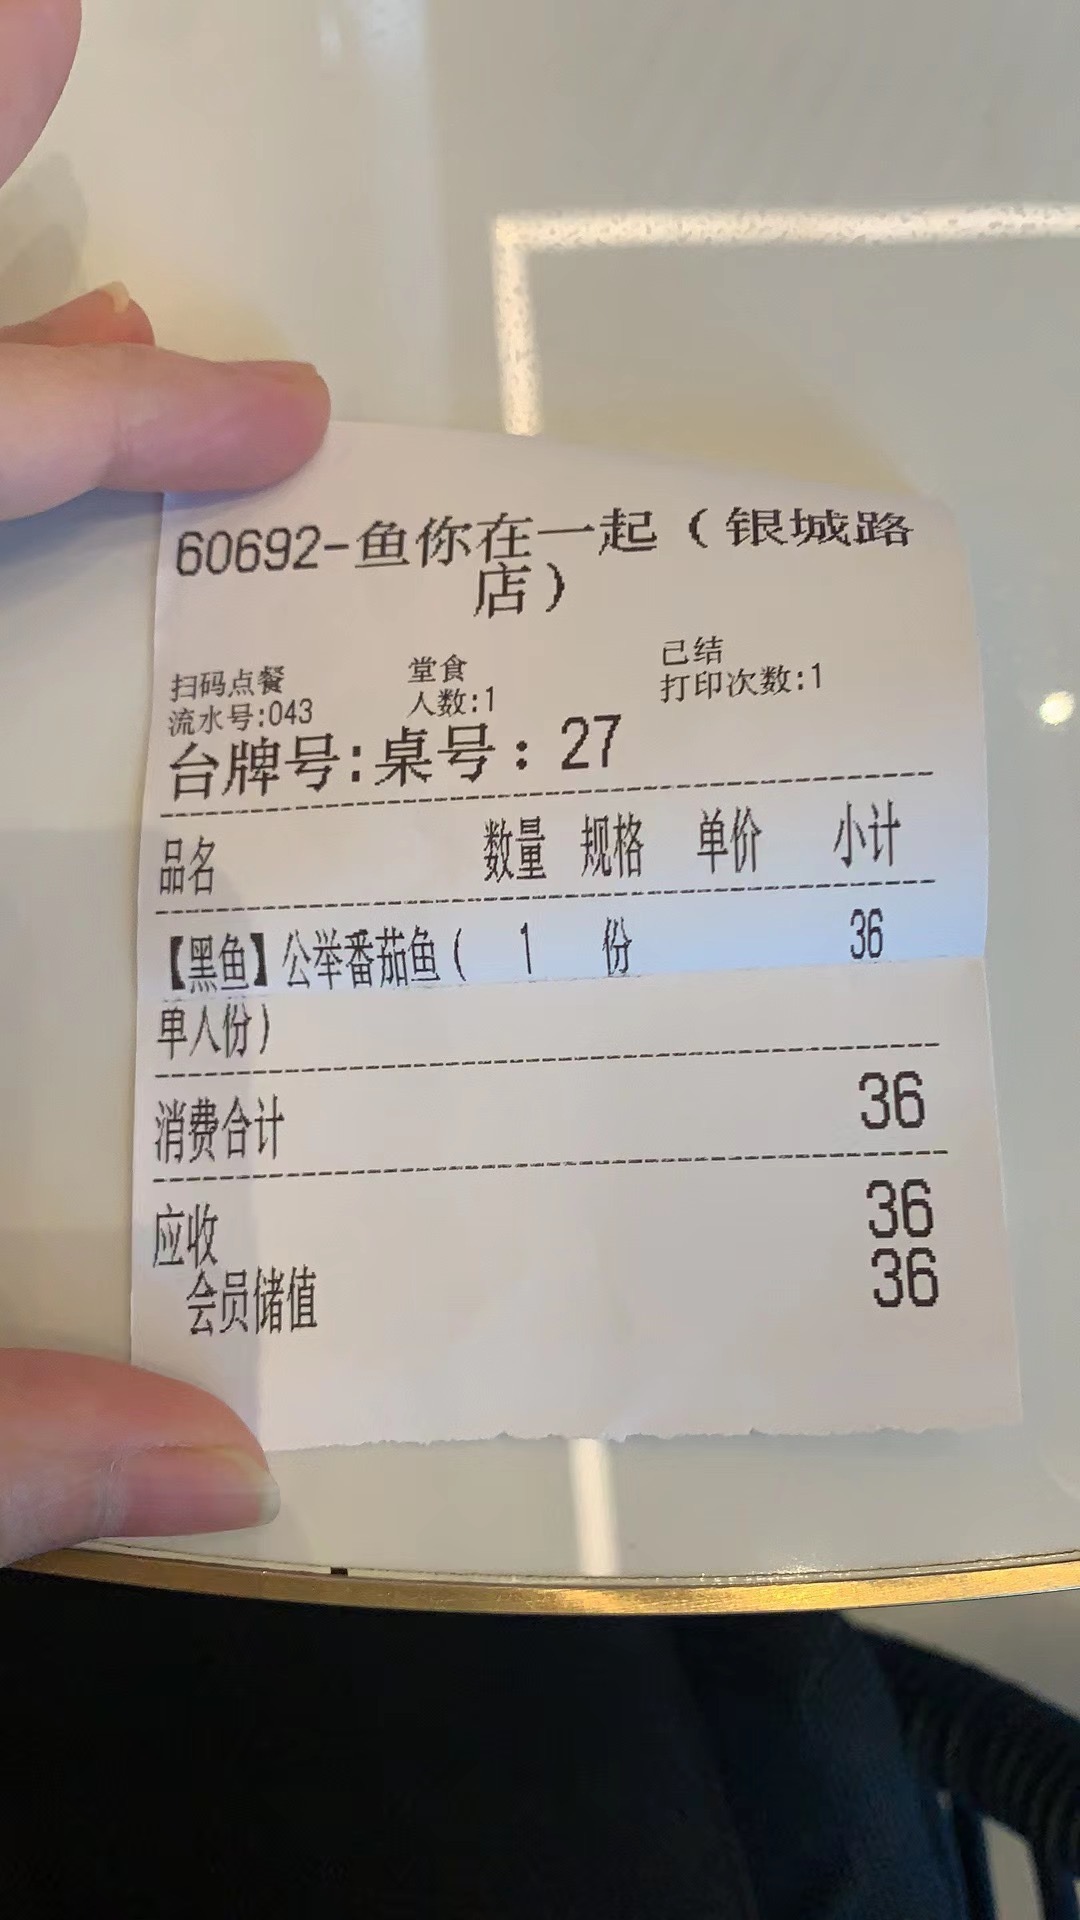 60692-鱼你在一起（银城路
店）
扫码点餐 堂食 已结
流水号:043 人数:1 打印次数:1
台牌号:桌号：27
品名 数量 规格 单价 小计
【黑鱼】公举番茄鱼( 1 份 36
单人份)
消费合计 36
应收 36
会员储值 36